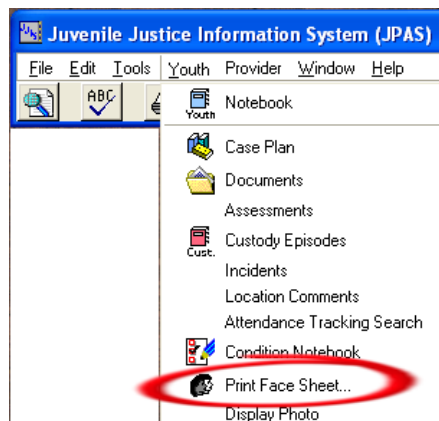 Juvenile Justice Information System (JPAS)
File Edit Tools Youth Provider Window Help
ABC
Youth Notebook
Case Plan
Documents
Assessments
Cust. Custody Episodes
Incidents
Location Comments
Attendance Tracking Search
Condition Notebook
Print Face Sheet...
Display Photo